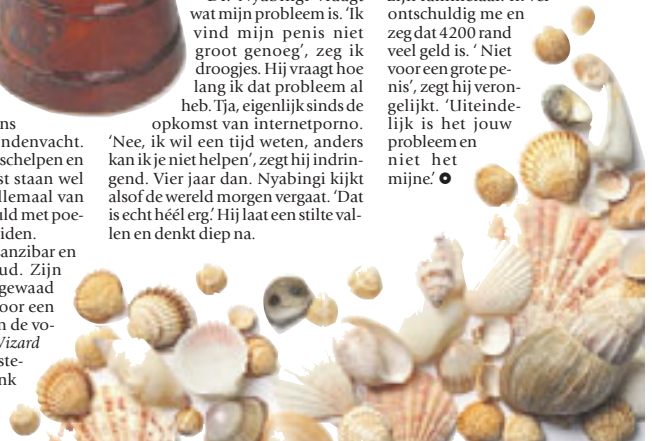 ns
ndenvacht.
schelpen en
st staan wel
llemaal van
uld met poe-
iden.
anzibar en
ud. Zijn
gewaad
oor een
n de vo-
Wizard
ste-
nk
wat mijn probleem is. ‘Ik
vind mijn penis niet
groot genoeg’, zeg ik
droogjes. Hij vraagt hoe
lang ik dat probleem al
heb. Tja, eigenlijk sinds de
opkomst van internetporno.
‘Nee, ik wil een tijd weten, anders
kan ik je niet helpen’, zegt hij indrin-
gend. Vier jaar dan. Nyabingi kijkt
alsof de wereld morgen vergaat. ‘Dat
is echt héél erg.’ Hij laat een stilte val-
len en denkt diep na.
ontschuldig me en
zeg dat 4200 rand
veel geld is. ‘ Niet
voor een grote pe-
nis’, zegt hij veron-
gelijkt. ‘Uiteinde-
lijk is het jouw
probleem en
niet het
mijne.’